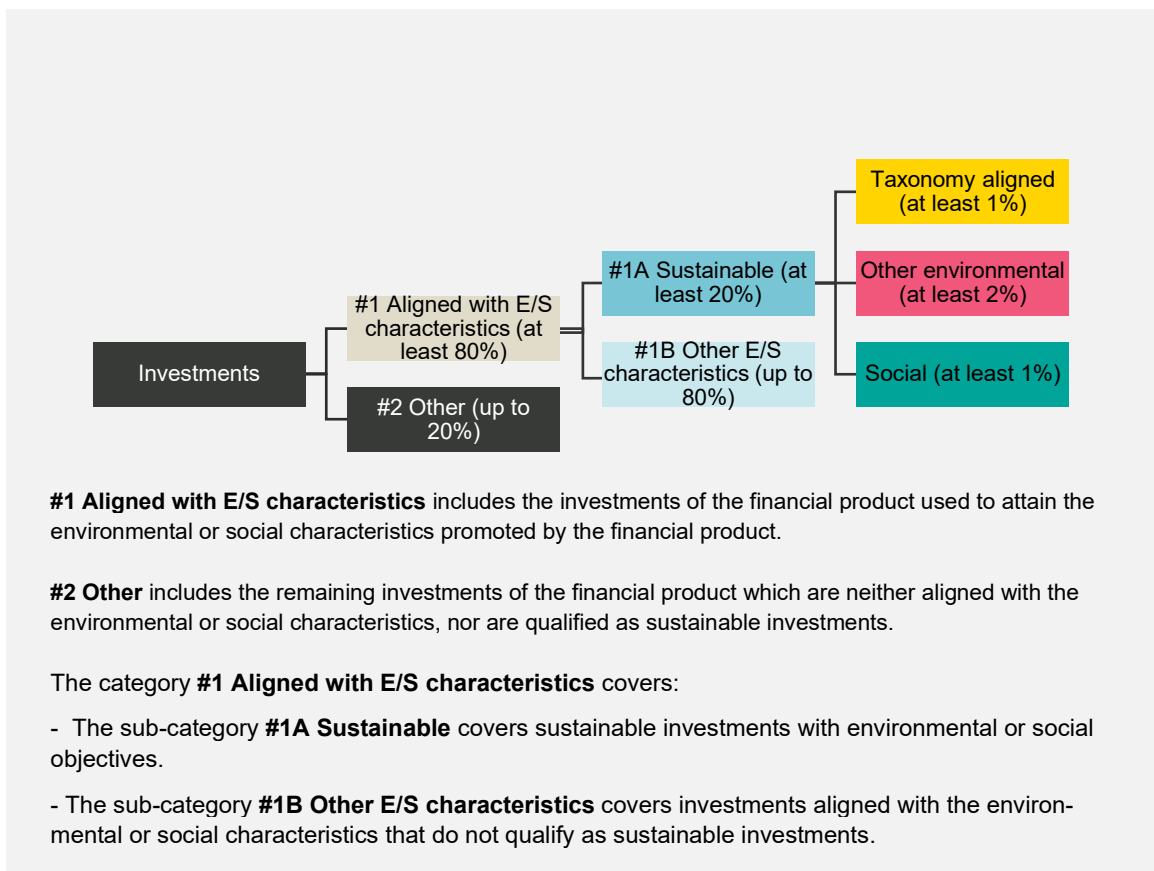 Taxonomy aligned
(at least 1%)
#1A Sustainable (at
least 20%)
Other environmental
(at least 2%)
#1 Aligned with E/S
characteristics (at
least 80%)
#1B Other E/S
characteristics (up to
80%)
Investments
Social (at least 1%)
#2 Other (up to
20%)
#1 Aligned with E/S characteristics includes the investments of the financial product used to attain the
environmental or social characteristics promoted by the financial product.
#2 Other includes the remaining investments of the financial product which are neither aligned with the
environmental or social characteristics, nor are qualified as sustainable investments.
The category #1 Aligned with E/S characteristics covers:
- The sub-category #1A Sustainable covers sustainable investments with environmental or social
objectives.
- The sub-category #1B Other E/S characteristics covers investments aligned with the environ-
mental or social characteristics that do not qualify as sustainable investments.